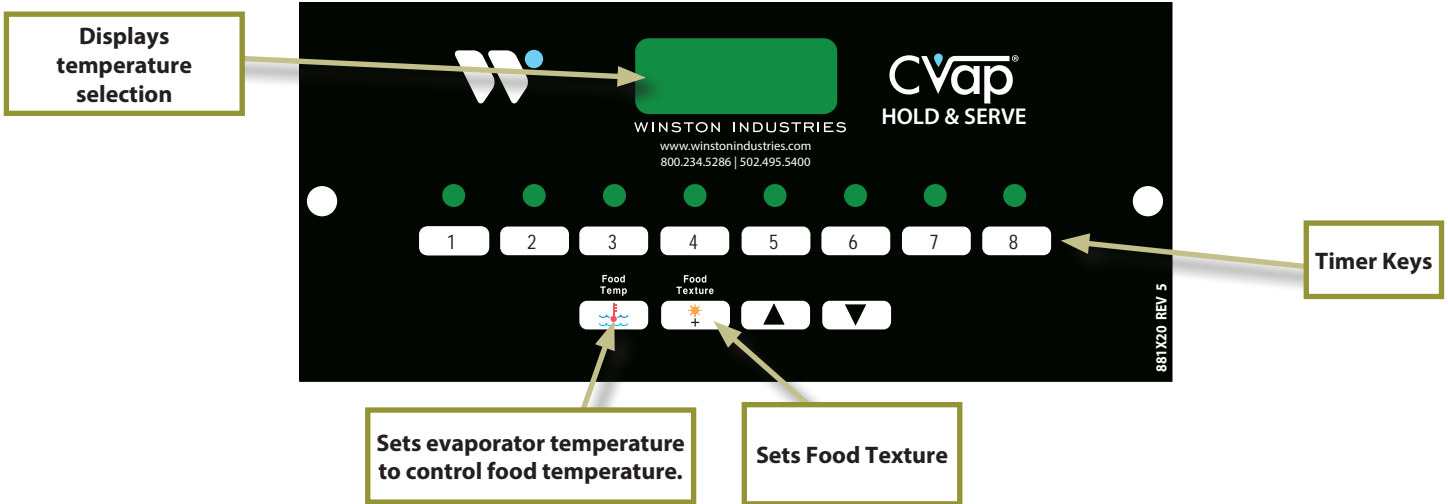 Displays
temperature
selection
CVap®
HOLD & SERVE
WINSTON INDUSTRIES
www.winstonindustries.com
800.234.5286 | 502.495.5400
1 2 3 4 5 6 7 8
Timer Keys
Food
Temp
Food
Texture
+
881X20 REV 5
Sets evaporator temperature
to control food temperature.
Sets Food Texture